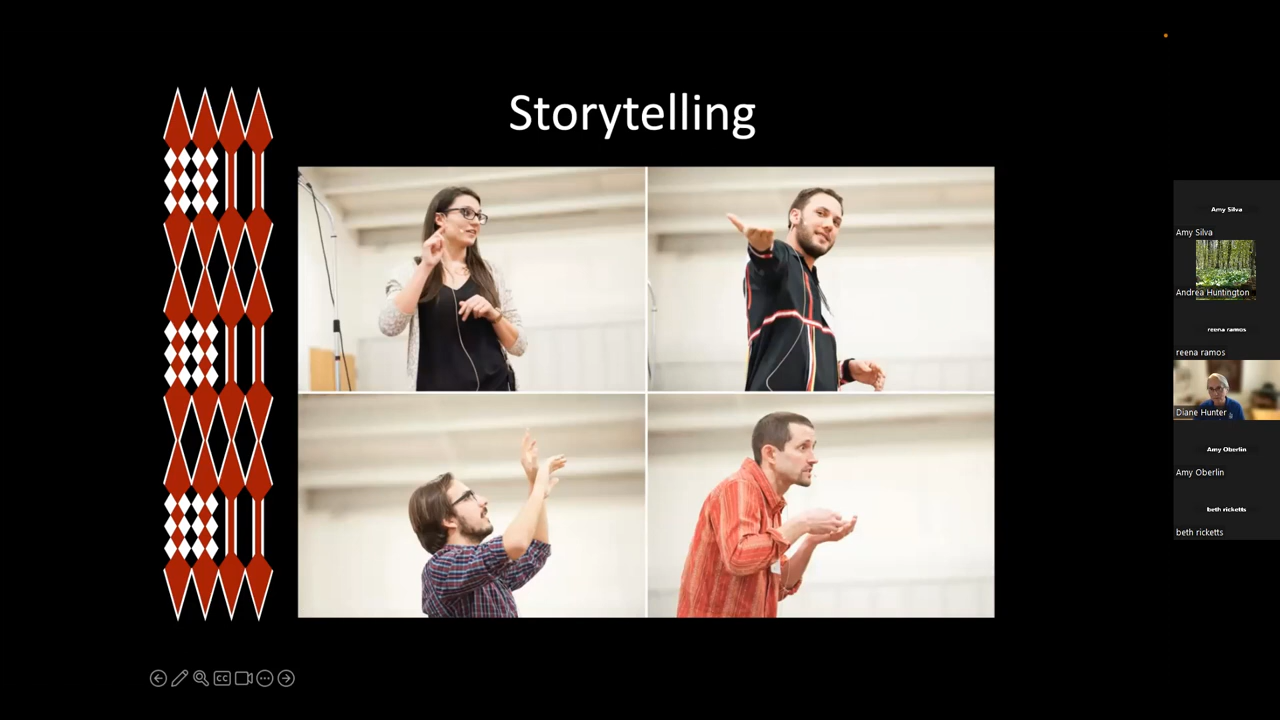 Storytelling
Amy Silva
Amy Silva
Andrea Huntington
reena ramos
reena ramos
Diane Hunter
Amy Oberlin
Amy Oberlin
beth ricketts
beth ricketts
CC